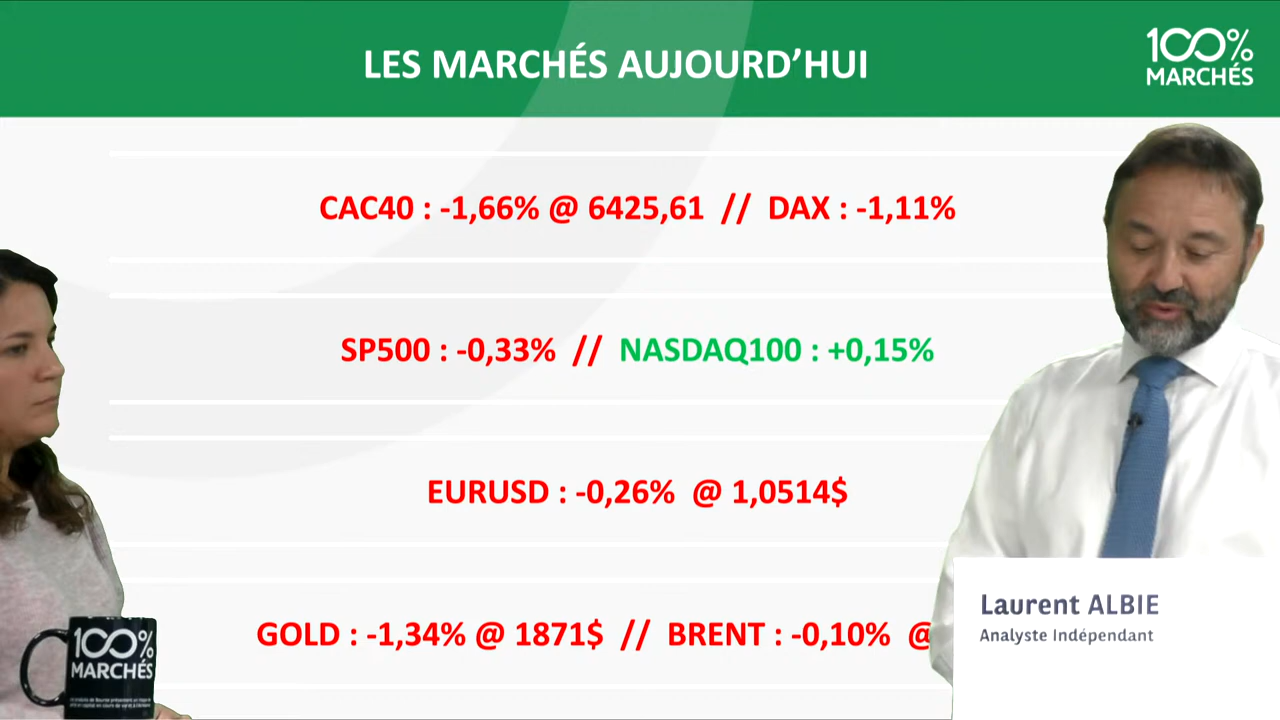 LES MARCHÉS AUJOURD’HUI
100%
MARCHÉS
CAC40 : -1,66% @ 6425,61 // DAX : -1,11%
SP500 : -0,33% // NASDAQ100 : +0,15%
EURUSD : -0,26% @ 1,0514$
GOLD : -1,34% @ 1871$ // BRENT : -0,10% @
Laurent ALBIE
Analyste Indépendant
100%
MARCHÉS